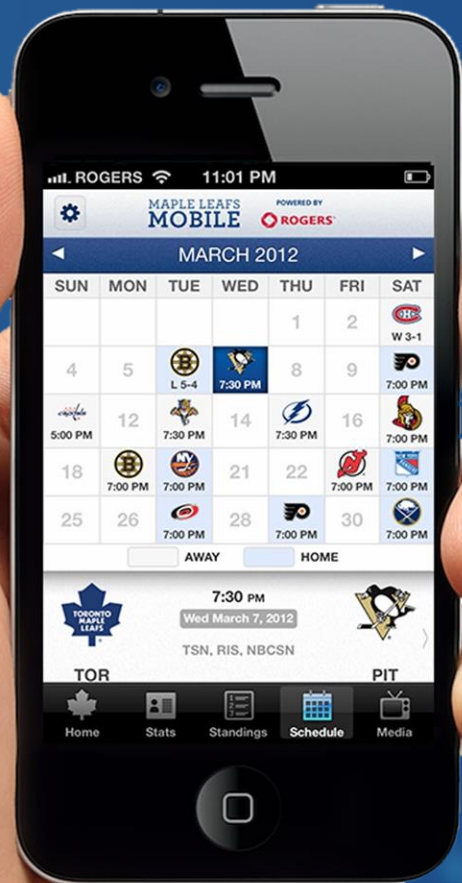 ROGERS 11:01 PM
MAPLE LEAFS MOBILE POWERED BY ROGERS
MARCH 2012
SUN MON TUE WED THU FRI SAT
1 2 W 3-1
4 5 L 5-4 7:30 PM 8 9 7:00 PM
capitals 5:00 PM 12 7:30 PM 14 7:30 PM 16 7:00 PM
18 7:00 PM NY 7:00 PM 21 22 7:00 PM 7:00 PM
25 26 7:00 PM 28 7:00 PM 30 7:00 PM
AWAY HOME
TORONTO MAPLE LEAFS
7:30 PM
Wed March 7, 2012
TSN, RIS, NBCSN
TOR PIT
Home Stats Standings Schedule Media